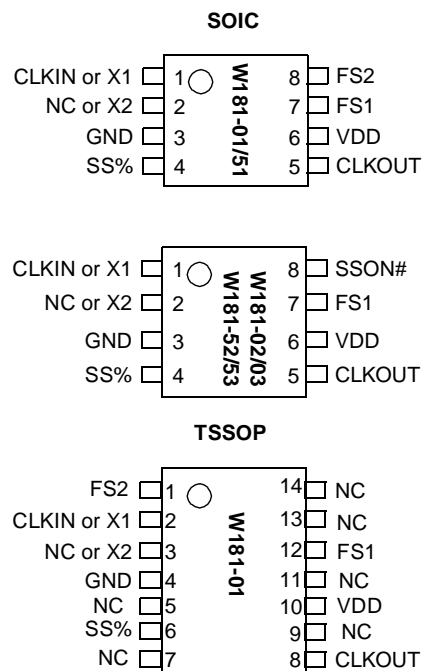 SOIC
CLKIN or X1 1 8 FS2
NC or X2 2 7 FS1
GND 3 6 VDD
SS% 4 5 CLKOUT
W181-01/51
CLKIN or X1 1 8 SSON#
NC or X2 2 7 FS1
GND 3 6 VDD
SS% 4 5 CLKOUT
W181-02/03
W181-52/53
TSSOP
FS2 1 14 NC
CLKIN or X1 2 13 NC
NC or X2 3 12 FS1
GND 4 11 NC
NC 5 10 VDD
SS% 6 9 NC
NC 7 8 CLKOUT
W181-01